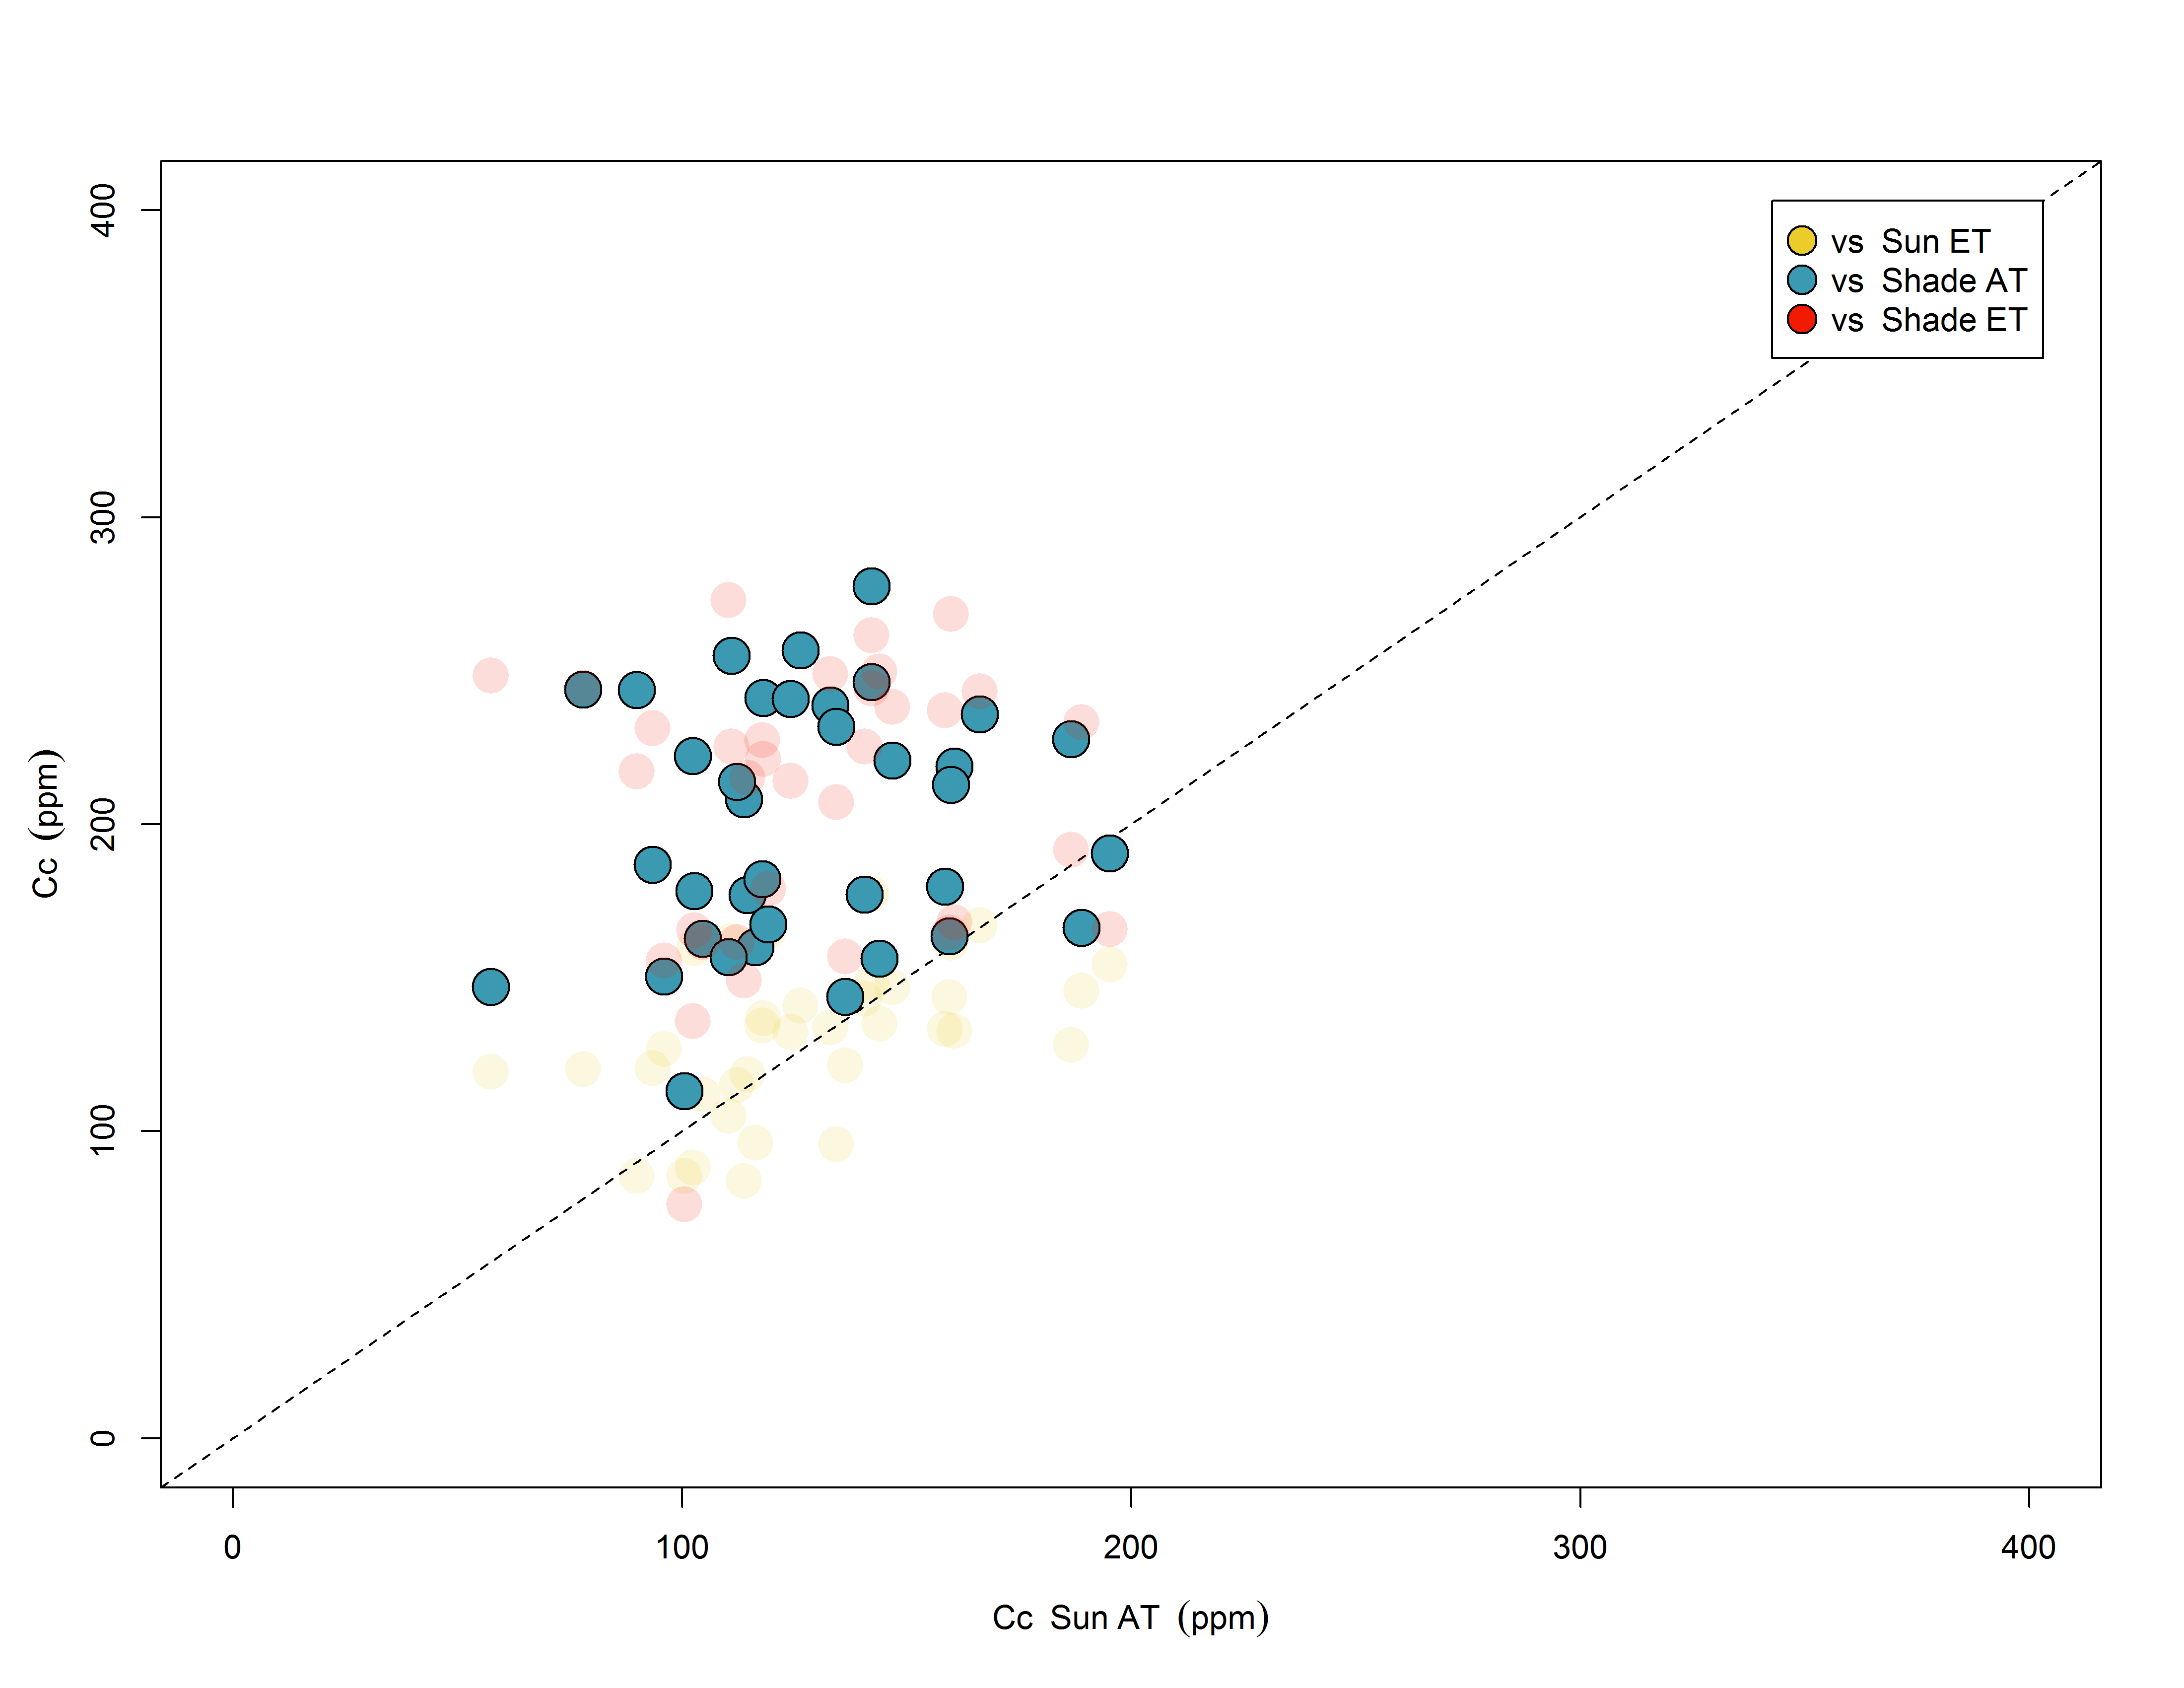 400
300
200
100
0
Cc (ppm)
vs Sun ET
vs Shade AT
vs Shade ET
0 100 200 300 400
Cc Sun AT (ppm)